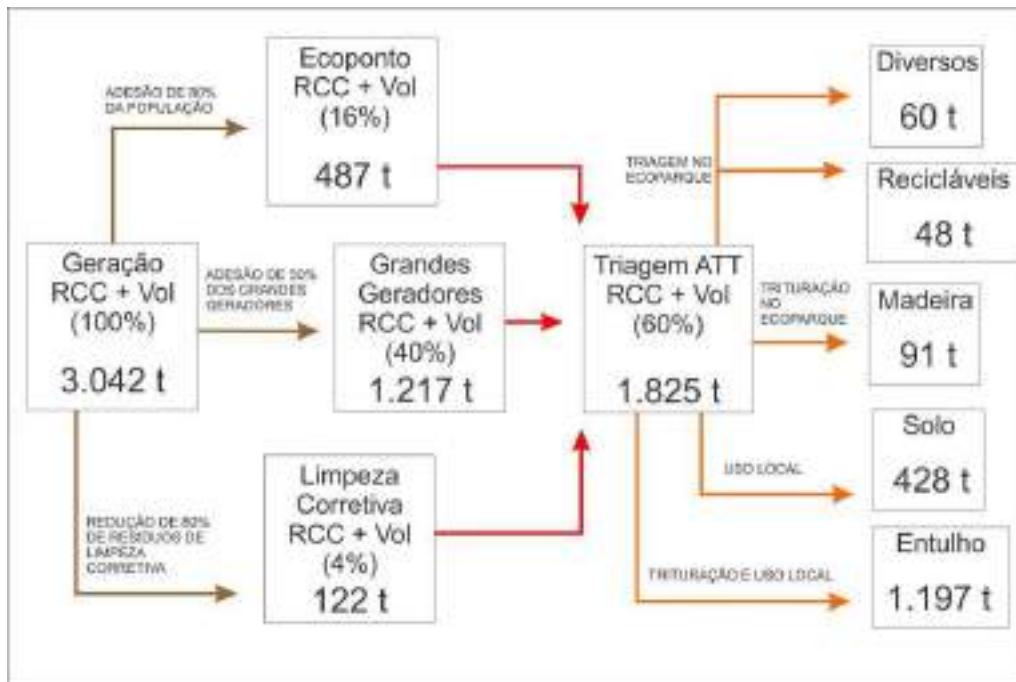 ADESÃO DE 80%
DA POPULAÇÃO
Ecoponto
RCC + Vol
(16%)
487 t
Geração
RCC + Vol
(100%)
3.042 t
ADESÃO DE 50%
DOS GRANDES
GERADORES
Grandes
Geradores
RCC + Vol
(40%)
1.217 t
REDUÇÃO DE 80%
DE RESÍDUOS DE
LIMPEZA
CORRETIVA
Limpeza
Corretiva
RCC + Vol
(4%)
122 t
Triagem ATT
RCC + Vol
(60%)
1.825 t
TRIAGEM NO
ECOPARQUE
Diversos
60 t
Recicláveis
48 t
TRITURAÇÃO
NO
ECOPARQUE
Madeira
91 t
USO LOCAL
Solo
428 t
TRITURAÇÃO E USO LOCAL
Entulho
1.197 t